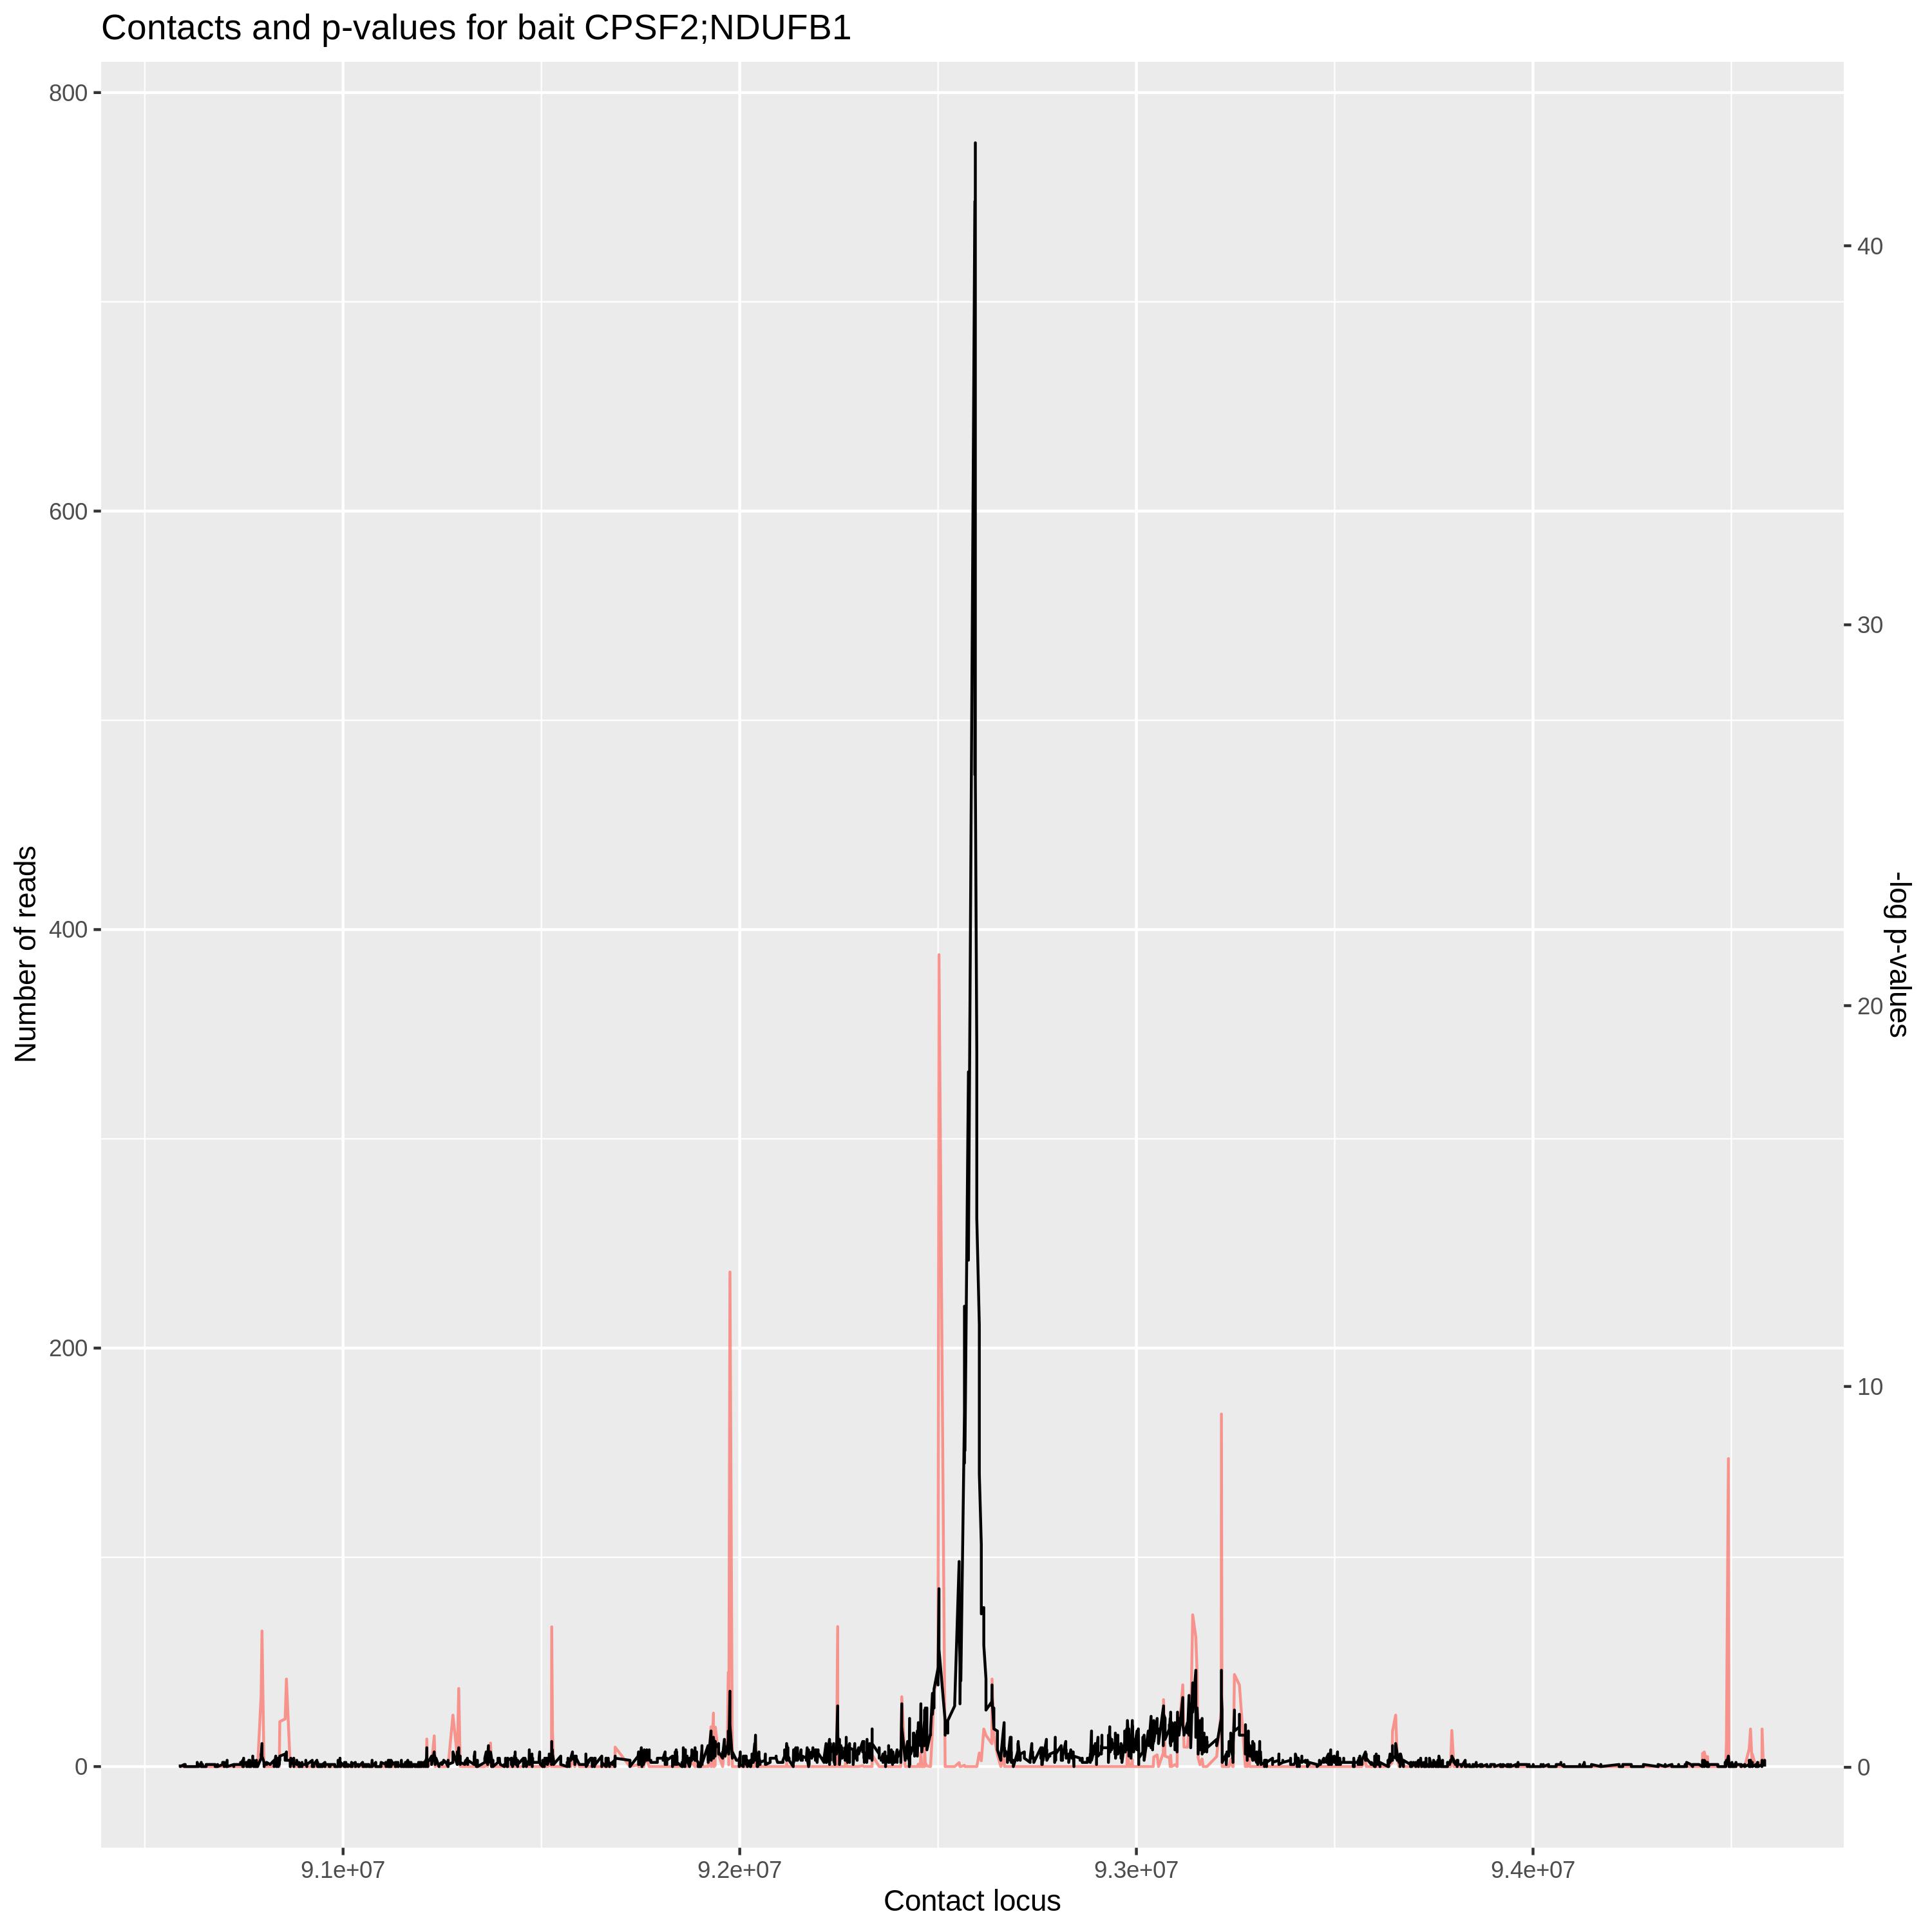 Contacts and p-values for bait CPSF2;NDUFB1
800
600
400
200
0
Number of reads
40
30
20
10
0
-log p-values
9.1e+07
9.2e+07
9.3e+07
9.4e+07
Contact locus